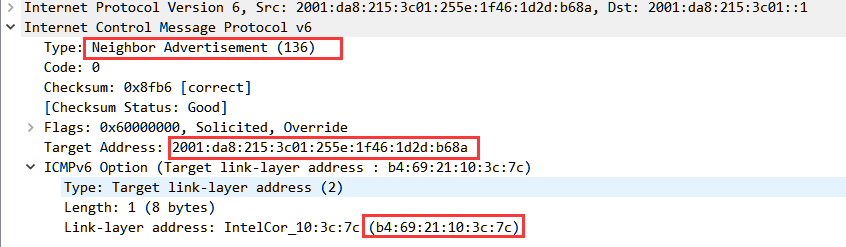 Internet Protocol Version 6, Src: 2001:da8:215:3c01:255e:1f46:1d2d:b68a, Dst: 2001:da8:215:3c01::1
Internet Control Message Protocol v6
Type: Neighbor Advertisement (136)
Code: 0
Checksum: 0x8fb6 [correct]
[Checksum Status: Good]
Flags: 0x60000000, Solicited, Override
Target Address: 2001:da8:215:3c01:255e:1f46:1d2d:b68a
ICMPv6 Option (Target link-layer address : b4:69:21:10:3c:7c)
Type: Target link-layer address (2)
Length: 1 (8 bytes)
Link-layer address: IntelCor_10:3c:7c (b4:69:21:10:3c:7c)